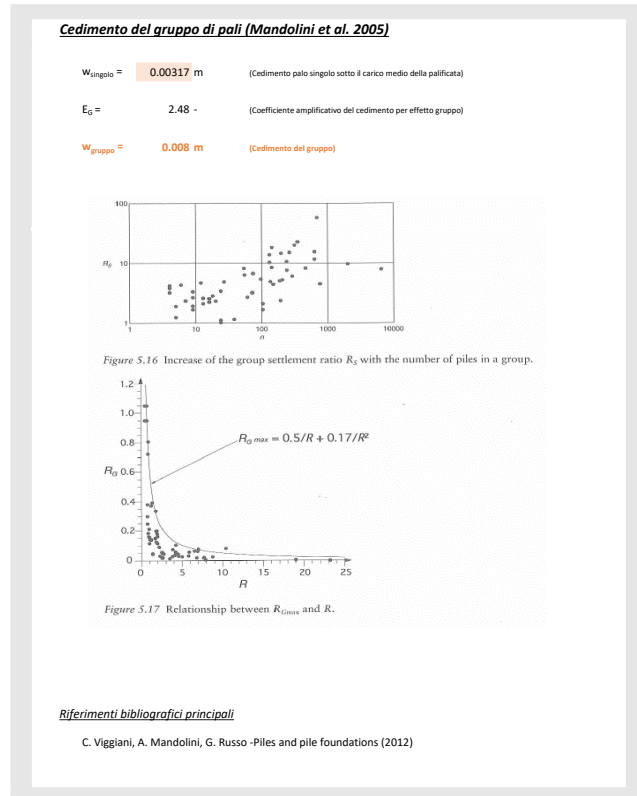 Cedimento del gruppo di pali (Mandolini et al. 2005)
wsingolo = 0.00317 m (Cedimento palo singolo sotto il carico medio della palificata)
EG = 2.48 - (Coefficiente amplificativo del cedimento per effetto gruppo)
wgruppo = 0.008 m (Cedimento del gruppo)
100
Rs 10
1
1 10 100 1000 10000
n
Figure 5.16 Increase of the group settlement ratio RS with the number of piles in a group.
1.2
1.0
0.8
RG max = 0.5/R + 0.17/R²
RG 0.6
0.4
0.2
0
0 5 10 15 20 25
R
Figure 5.17 Relationship between RGmax and R.
Riferimenti bibliografici principali
C. Viggiani, A. Mandolini, G. Russo -Piles and pile foundations (2012)